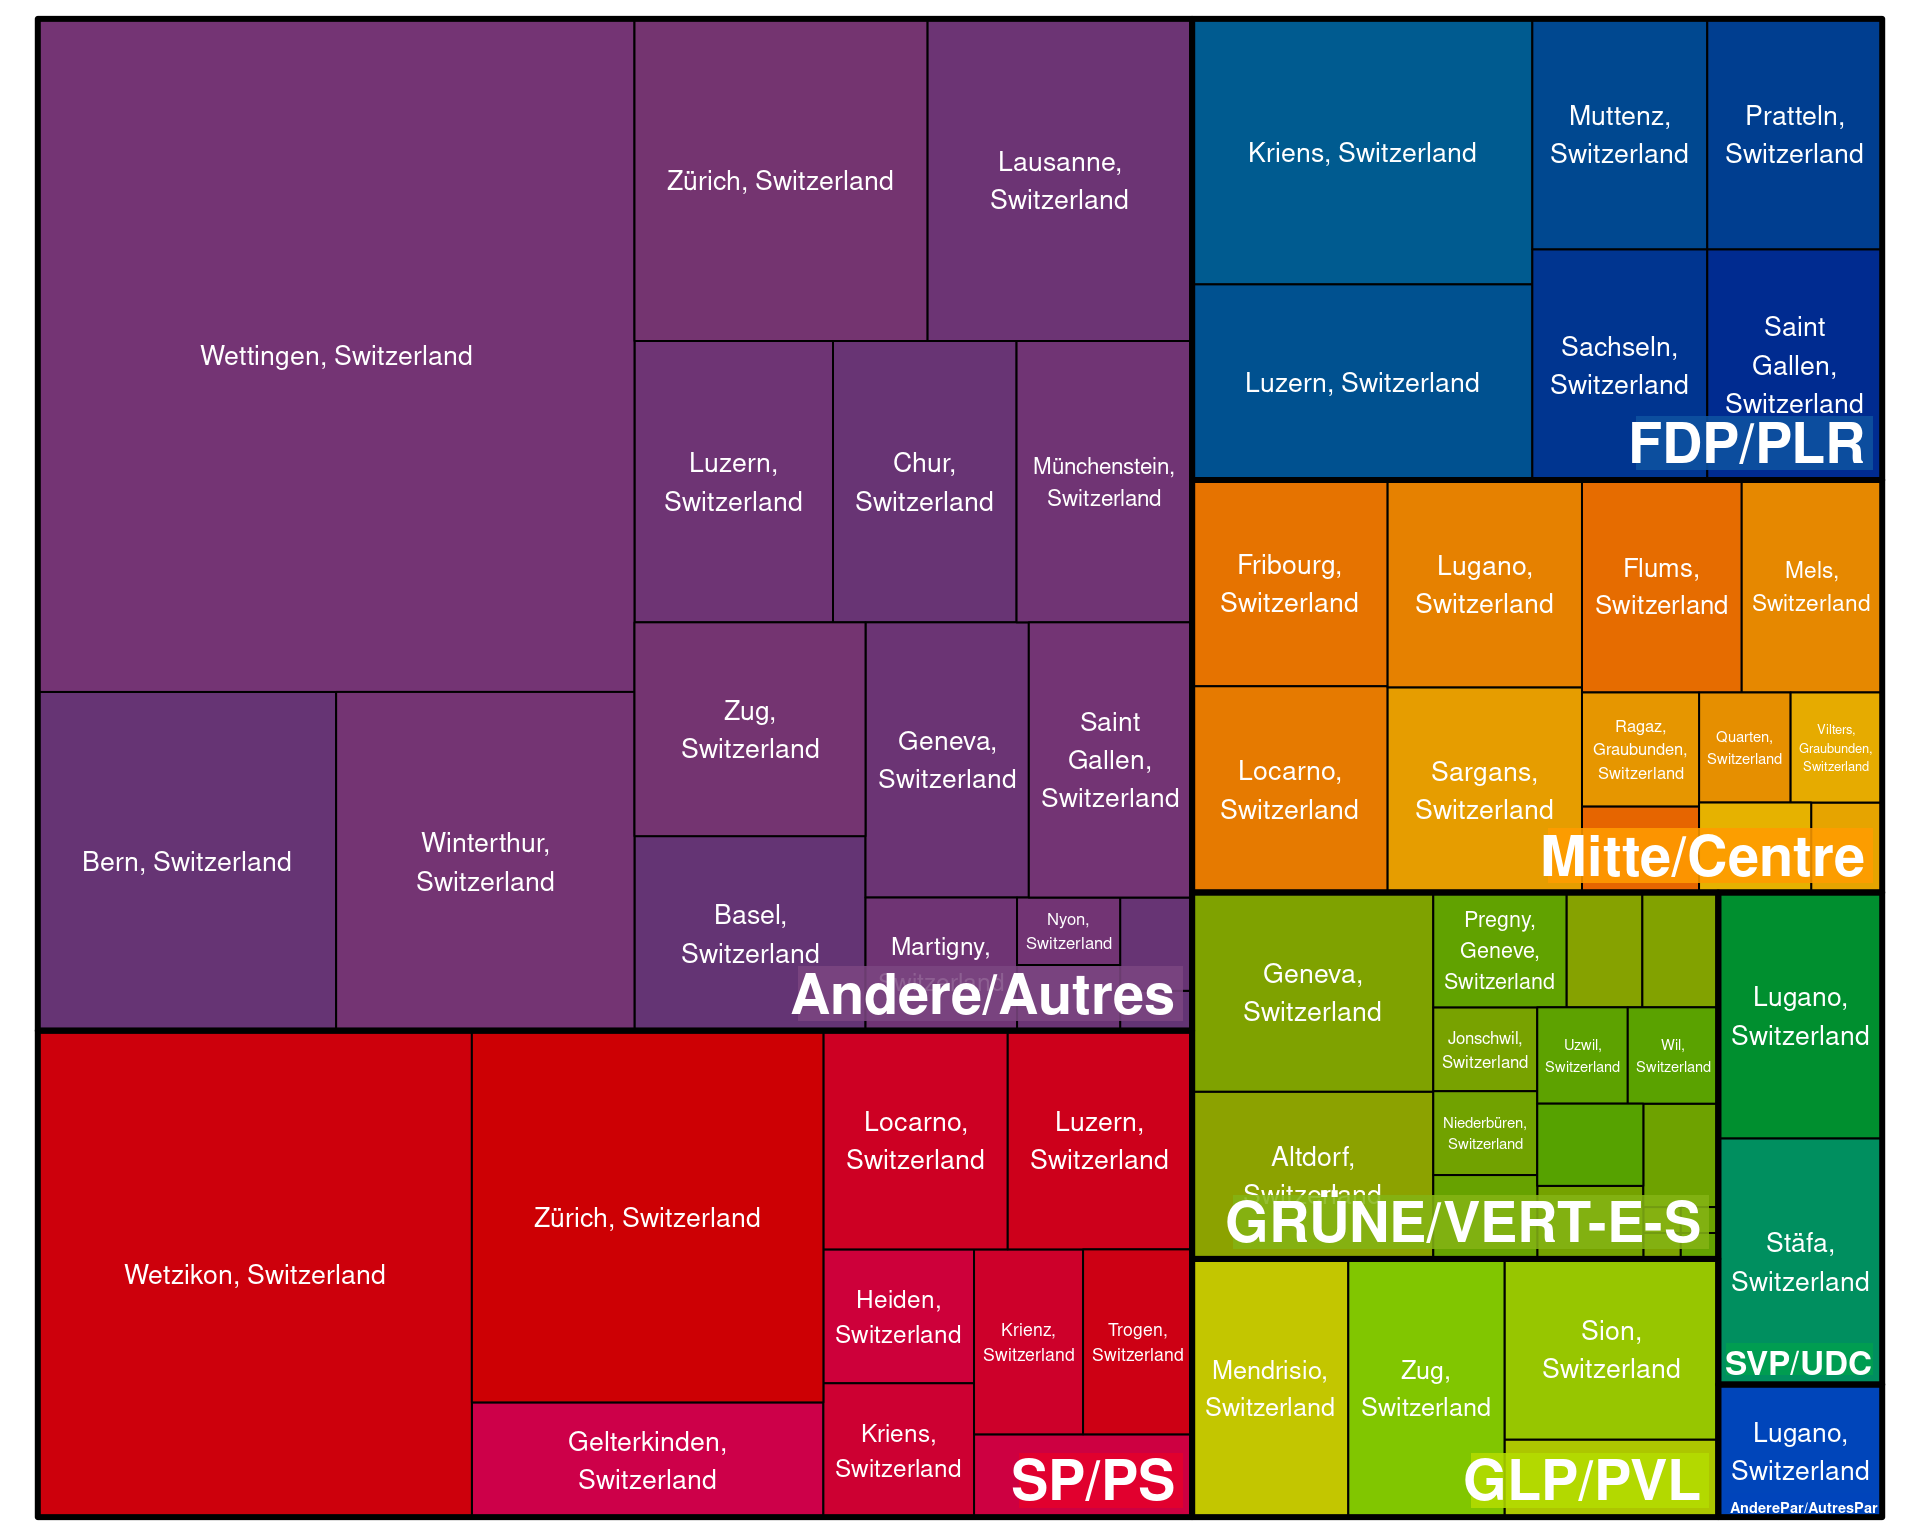 Wettingen, Switzerland
Zürich, Switzerland
Lausanne,
Switzerland
Luzern,
Switzerland
Chur,
Switzerland
Münchenstein,
Switzerland
Bern, Switzerland
Winterthur,
Switzerland
Zug,
Switzerland
Geneva,
Switzerland
Saint
Gallen,
Switzerland
Basel,
Switzerland
Martigny,
Switzerland
Nyon,
Switzerland
Andere/Autres
Wetzikon, Switzerland
Zürich, Switzerland
Gelterkinden,
Switzerland
Locarno,
Switzerland
Luzern,
Switzerland
Heiden,
Switzerland
Krienz,
Switzerland
Trogen,
Switzerland
Kriens,
Switzerland
SP/PS
Kriens, Switzerland
Muttenz,
Switzerland
Pratteln,
Switzerland
Luzern, Switzerland
Sachseln,
Switzerland
Saint
Gallen,
Switzerland
FDP/PLR
Fribourg,
Switzerland
Lugano,
Switzerland
Flums,
Switzerland
Mels,
Switzerland
Locarno,
Switzerland
Sargans,
Switzerland
Ragaz,
Graubunden,
Switzerland
Quarten,
Switzerland
Vilters,
Graubunden,
Switzerland
Mitte/Centre
Geneva,
Switzerland
Pregny,
Geneve,
Switzerland
Jonschwil,
Switzerland
Uzwil,
Switzerland
Wil,
Switzerland
Niederbüren,
Switzerland
Altdorf,
Switzerland
GRÜNE/VERT-E-S
Lugano,
Switzerland
Stäfa,
Switzerland
SVP/UDC
Mendrisio,
Switzerland
Zug,
Switzerland
Sion,
Switzerland
GLP/PVL
Lugano,
Switzerland
AnderePar/AutresPar